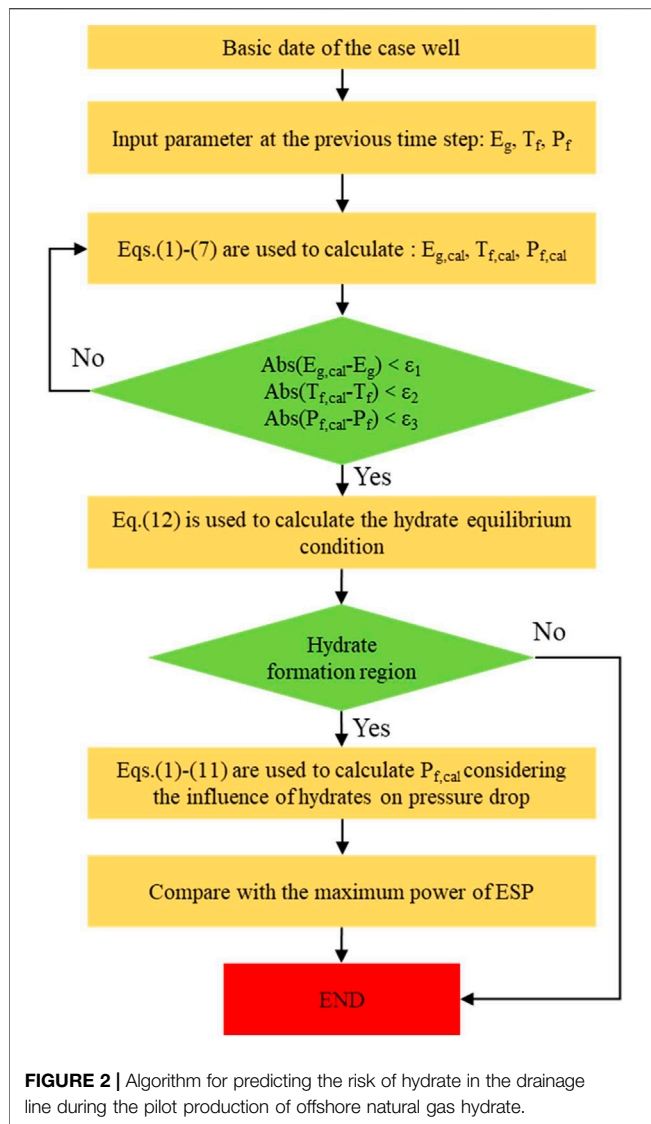 Basic date of the case well
Input parameter at the previous time step: Eg, Tf, Pf
Eqs.(1)-(7) are used to calculate : Eg,cal, Tf,cal, Pf,cal
No
Abs(Eg,cal-Eg) < ε1
Abs(Tf,cal-Tf) < ε2
Abs(Pf,cal-Pf) < ε3
Yes
Eq.(12) is used to calculate the hydrate equilibrium
condition
No
Hydrate
formation region
Yes
Eqs.(1)-(11) are used to calculate Pf,cal considering
the influence of hydrates on pressure drop
Compare with the maximum power of ESP
END
FIGURE 2 | Algorithm for predicting the risk of hydrate in the drainage
line during the pilot production of offshore natural gas hydrate.